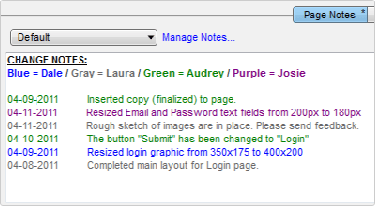 Page Notes *
Default Manage Notes...
CHANGE NOTES:
Blue = Dale / Gray = Laura / Green = Audrey / Purple = Josie
04-09-2011 Inserted copy (finalized) to page.
04-11-2011 Resized Email and Password text fields from 200px to 180px
04-11-2011 Rough sketch of images are in place. Please send feedback.
04-10-2011 The button "Submit" has been changed to "Login"
04-09-2011 Resized login graphic from 350x175 to 400x200
04-08-2011 Completed main layout for Login page.